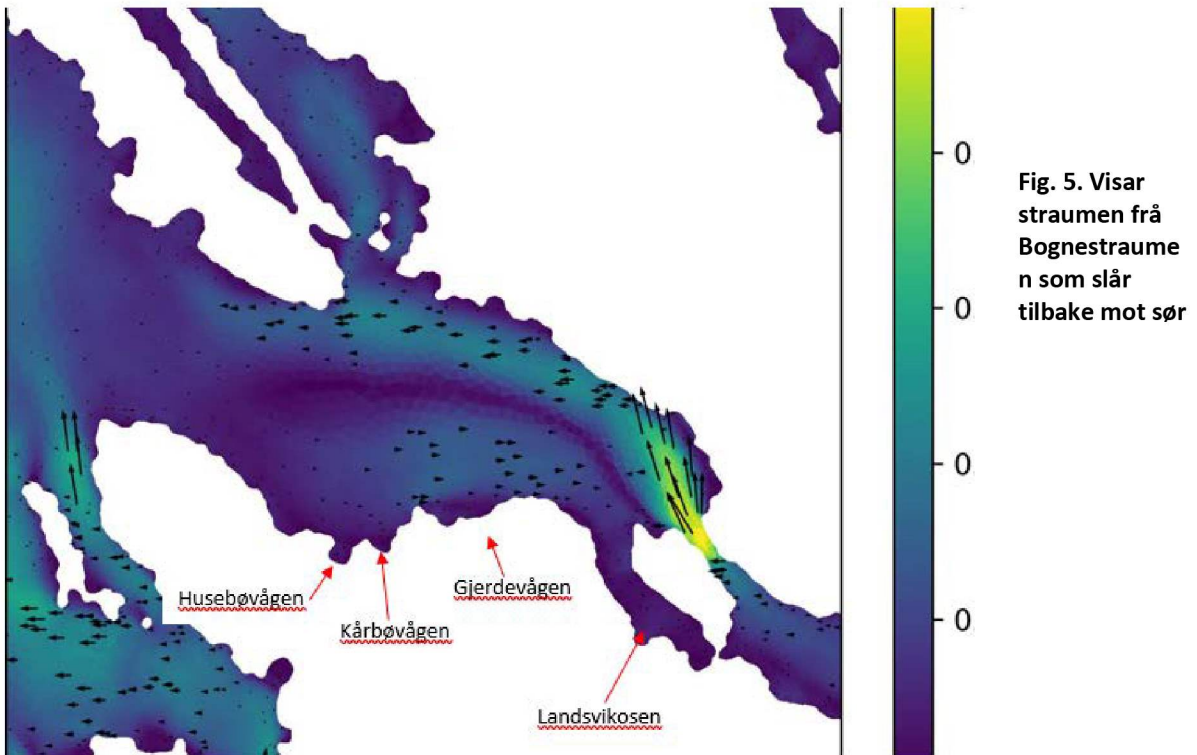 Fig. 5. Visar
straumen frå
Bognestraume
n som slår
tilbake mot sør
0
0
0
0
Husebøvågen
Kårbøvågen
Gjerdevågen
Landsvikosen